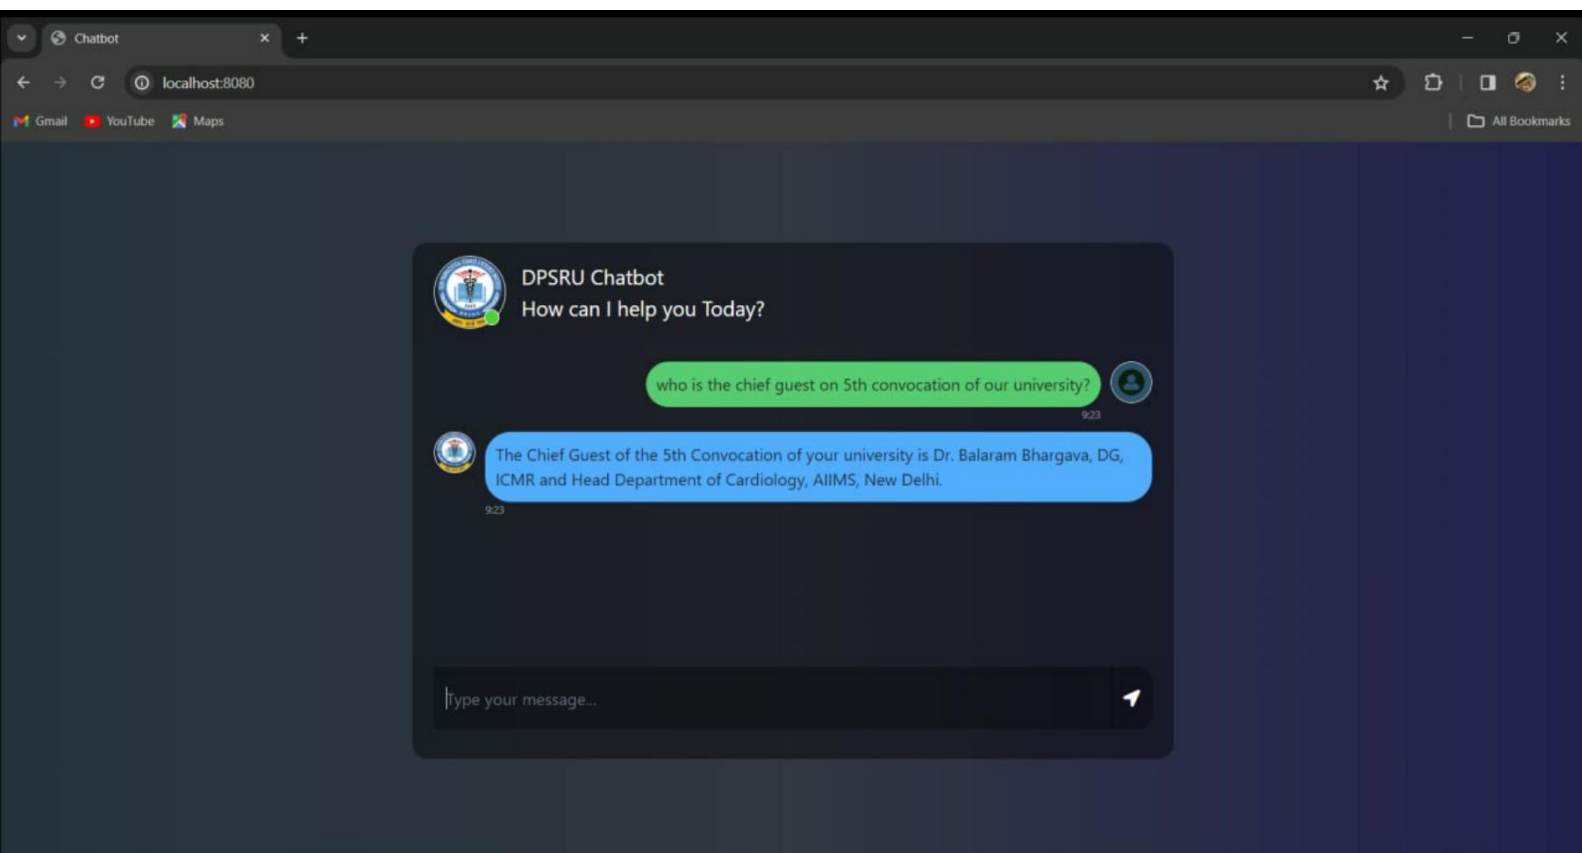 Chatbot
localhost:8080
Gmail YouTube Maps All Bookmarks
DPSRU Chatbot
How can I help you Today?
who is the chief guest on 5th convocation of our university?
9:23
The Chief Guest of the 5th Convocation of your university is Dr. Balaram Bhargava, DG,
ICMR and Head Department of Cardiology, AIIMS, New Delhi.
9:23
Type your message...